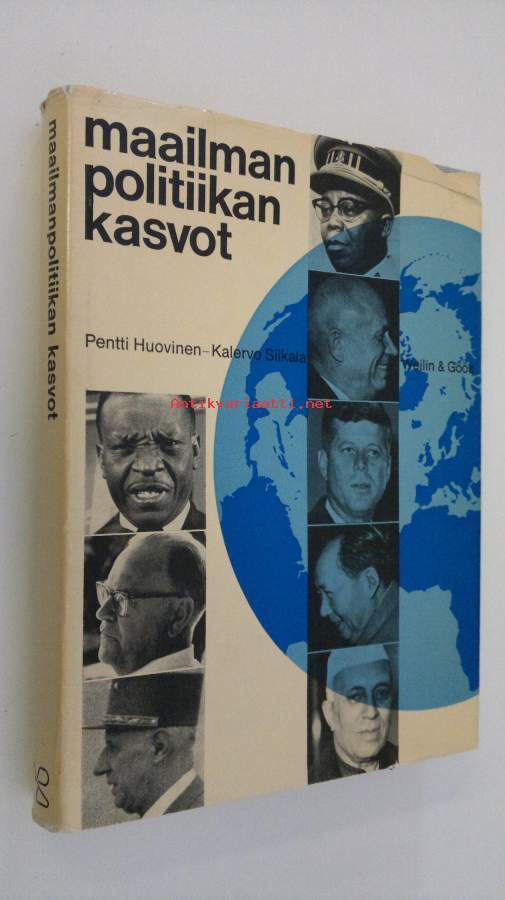 maailman
politiikan
kasvot
Pentti Huovinen–Kalervo Siikala
Weilin & Göös
Antikvariaatti.net
maailmanpolitiikan kasvot